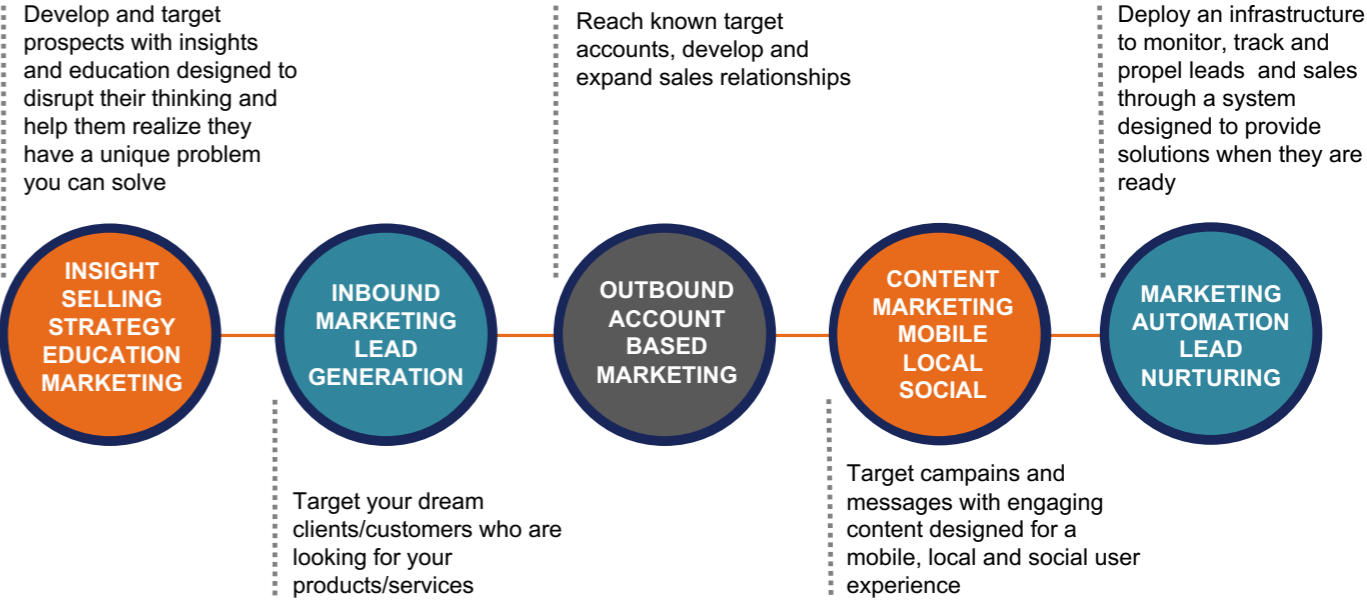 Develop and target
prospects with insights
and education designed to
disrupt their thinking and
help them realize they
have a unique problem
you can solve
Reach known target
accounts, develop and
expand sales relationships
Deploy an infrastructure
to monitor, track and
propel leads and sales
through a system
designed to provide
solutions when they are
ready
INSIGHT
SELLING
STRATEGY
EDUCATION
MARKETING
INBOUND
MARKETING
LEAD
GENERATION
OUTBOUND
ACCOUNT
BASED
MARKETING
CONTENT
MARKETING
MOBILE
LOCAL
SOCIAL
MARKETING
AUTOMATION
LEAD
NURTURING
Target your dream
clients/customers who are
looking for your
products/services
Target campains and
messages with engaging
content designed for a
mobile, local and social user
experience